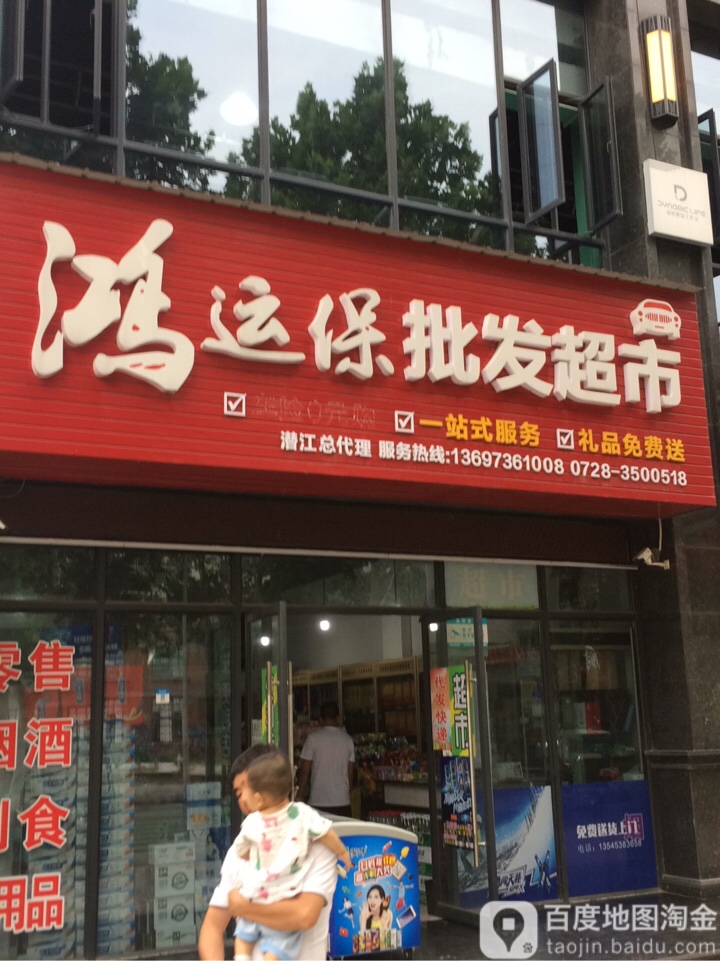 鸿运保批发超市
一站式服务 礼品免费送
潜江总代理 服务热线:13697361008 0728-3500518
D
超市
零售
烟酒
副食
用品
超市
代发快递
免费送货上门
电话:13545383658
百度地图淘金
taojin.baidu.com